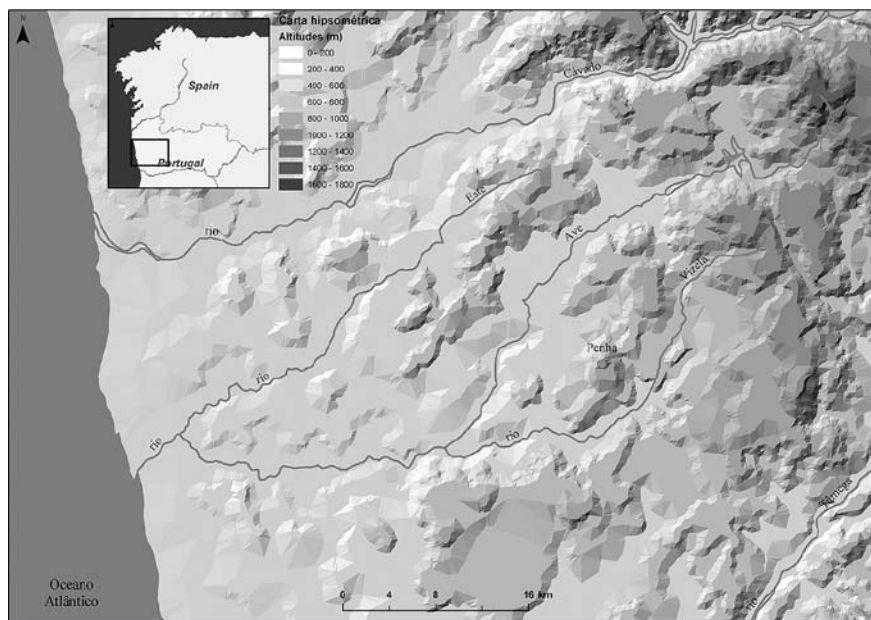 N
Carta hipsométrica
Altitudes (m)
0 - 200
200 - 400
400 - 600
600 - 800
800 - 1000
1000 - 1200
1200 - 1400
1400 - 1600
1600 - 1800
Spain
Portugal
Cávado
rio
Este
Ave
Vizela
Penha
rio
rio
rio
Tâmega
rio
Oceano
Atlântico
0 4 8 16 km